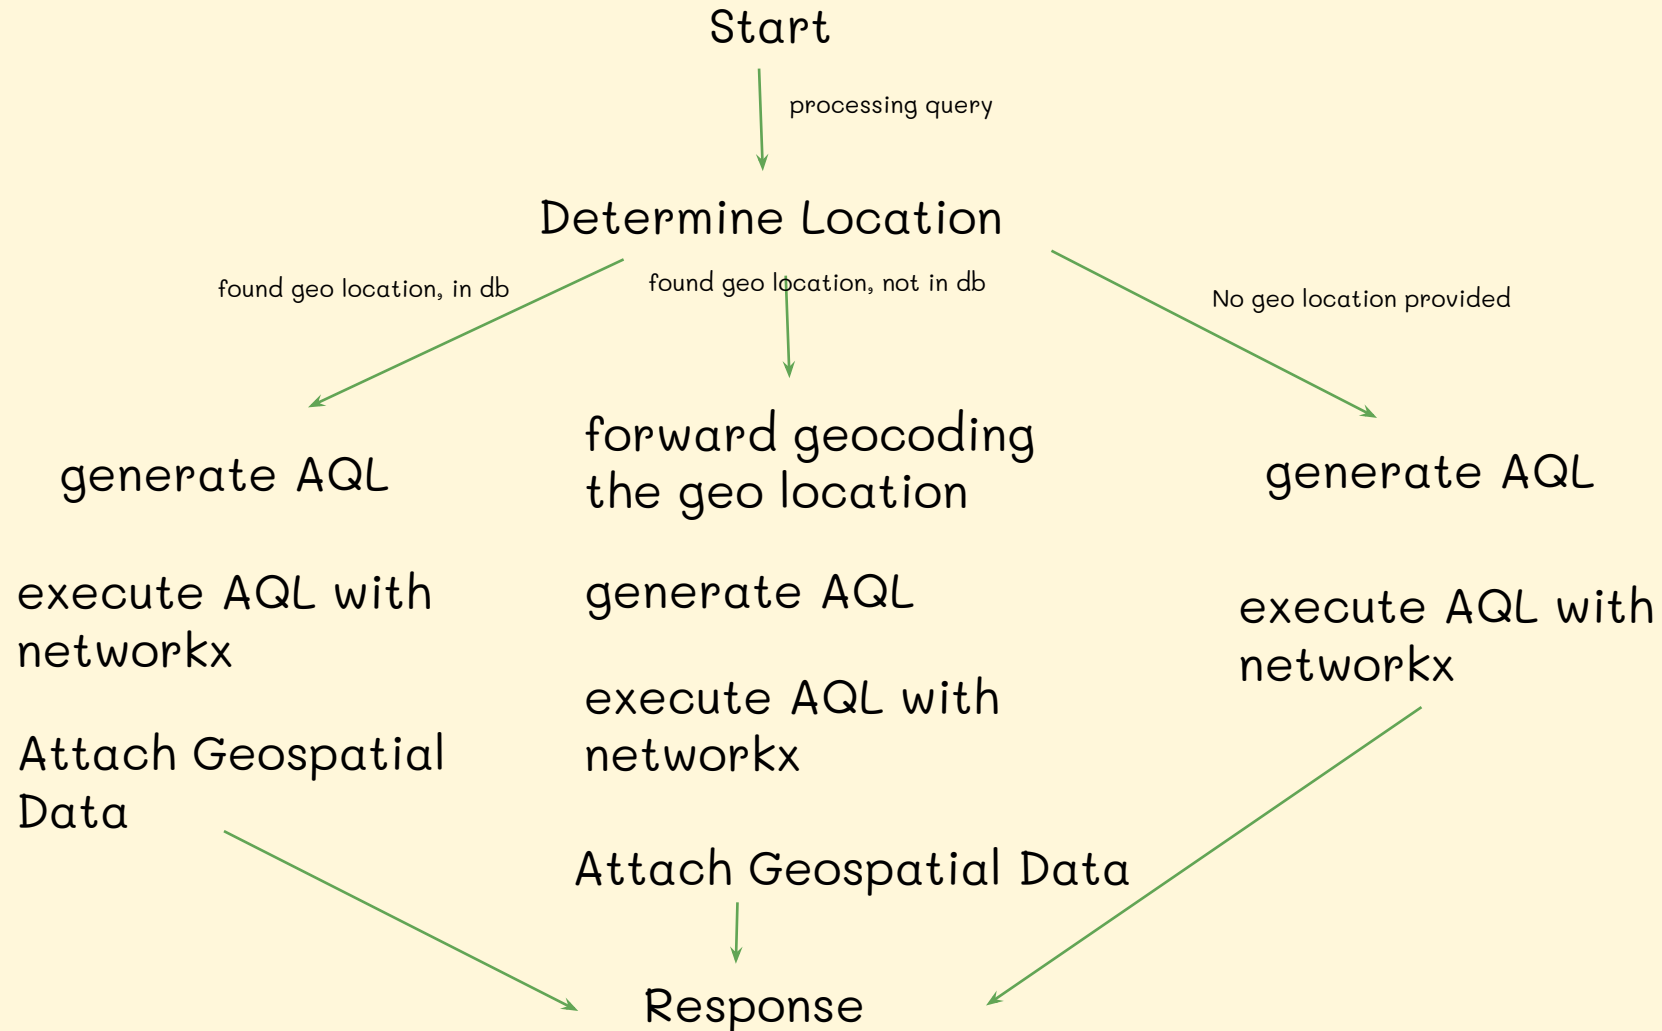 Start
processing query
Determine Location
found geo location, in db
found geo location, not in db
No geo location provided
generate AQL
execute AQL with
networkx
Attach Geospatial
Data
forward geocoding
the geo location
generate AQL
execute AQL with
networkx
Attach Geospatial Data
generate AQL
execute AQL with
networkx
Response